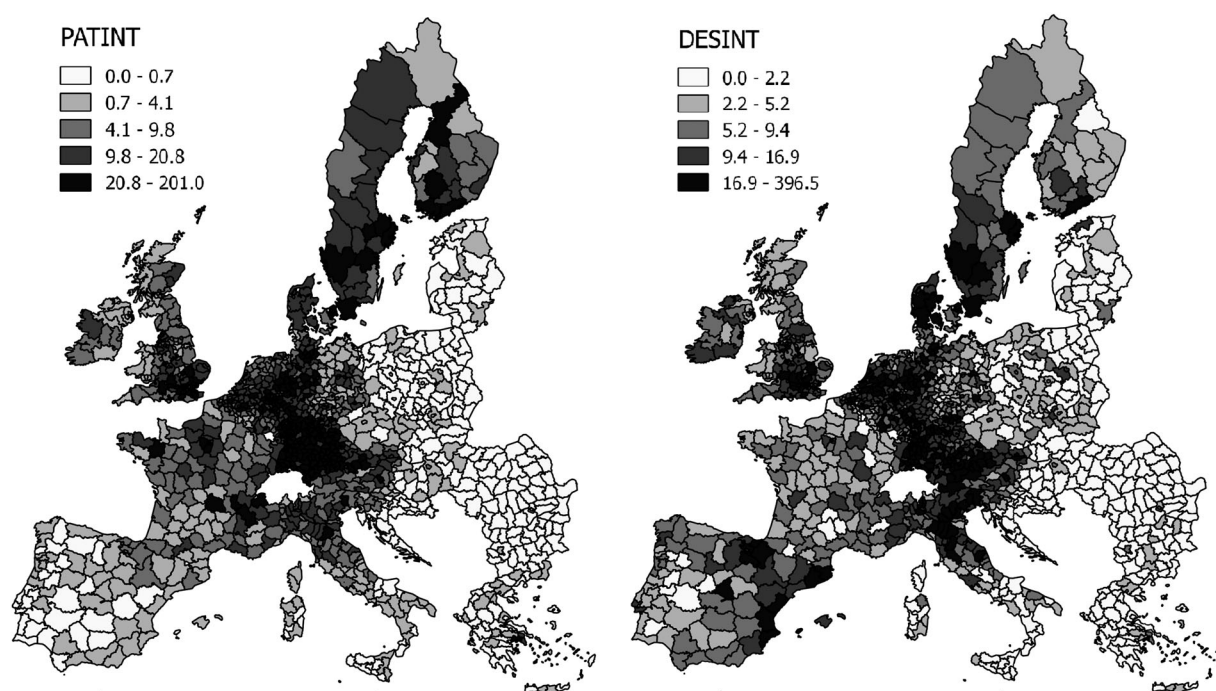 PATINT
0.0 - 0.7
0.7 - 4.1
4.1 - 9.8
9.8 - 20.8
20.8 - 201.0
DESINT
0.0 - 2.2
2.2 - 5.2
5.2 - 9.4
9.4 - 16.9
16.9 - 396.5